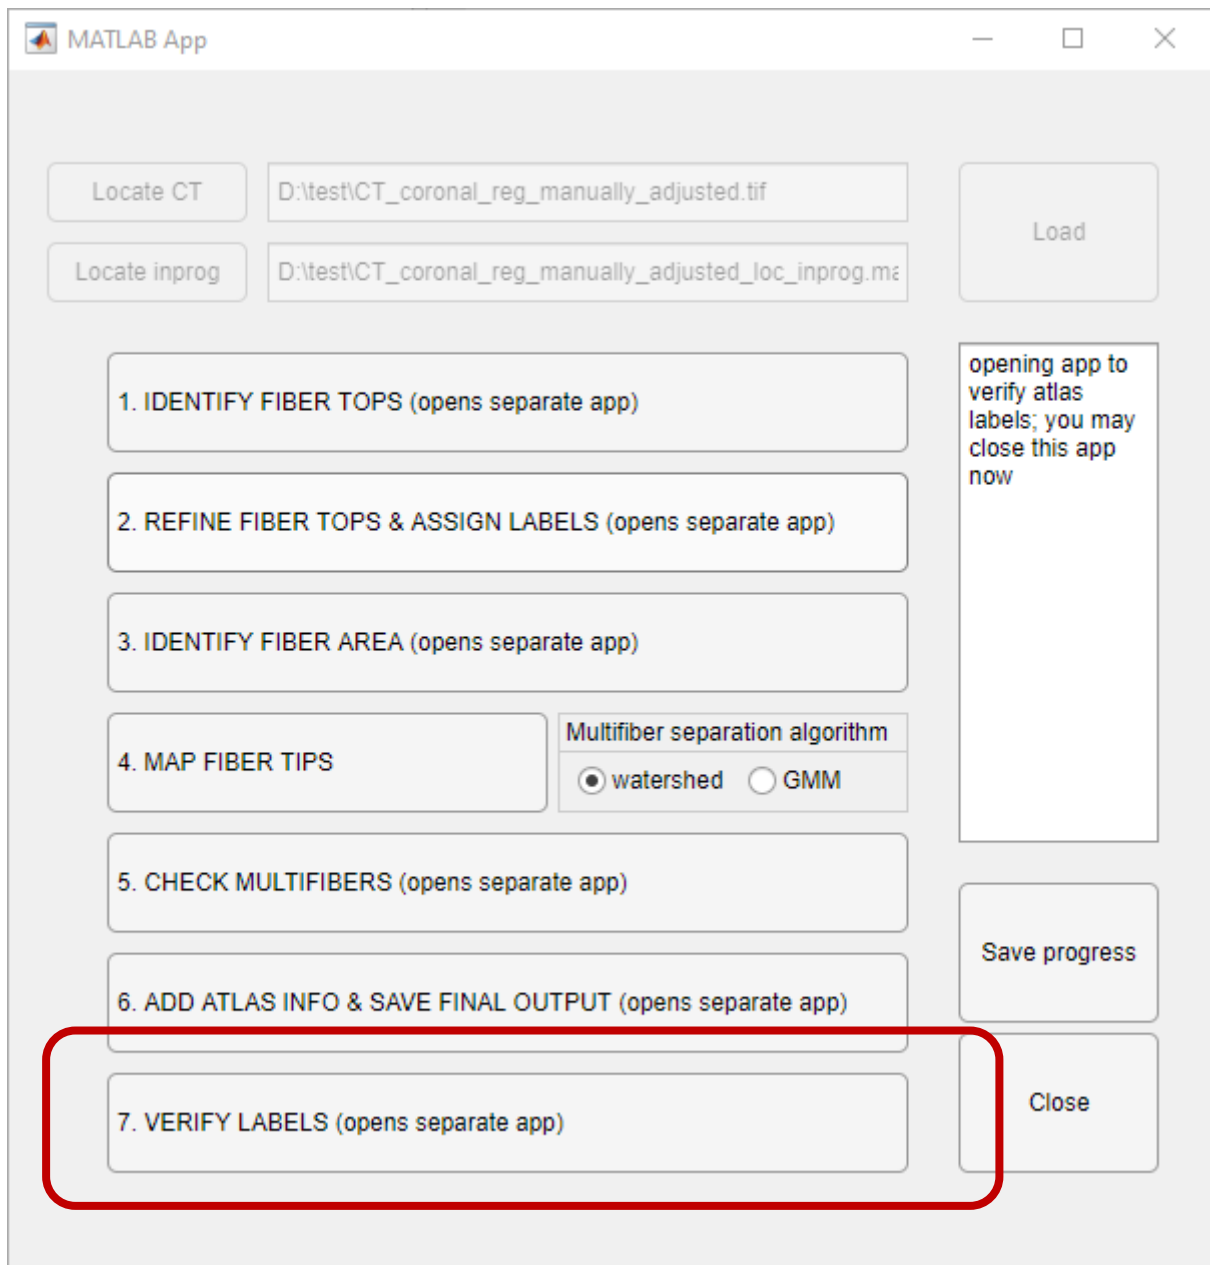 MATLAB App
Locate CT
D:\test\CT_coronal_reg_manually_adjusted.tif
Load
Locate inprog
D:\test\CT_coronal_reg_manually_adjusted_loc_inprog.ma
1. IDENTIFY FIBER TOPS (opens separate app)
opening app to
verify atlas
labels; you may
close this app
now
2. REFINE FIBER TOPS & ASSIGN LABELS (opens separate app)
3. IDENTIFY FIBER AREA (opens separate app)
4. MAP FIBER TIPS
Multifiber separation algorithm
watershed GMM
5. CHECK MULTIFIBERS (opens separate app)
Save progress
6. ADD ATLAS INFO & SAVE FINAL OUTPUT (opens separate app)
7. VERIFY LABELS (opens separate app)
Close